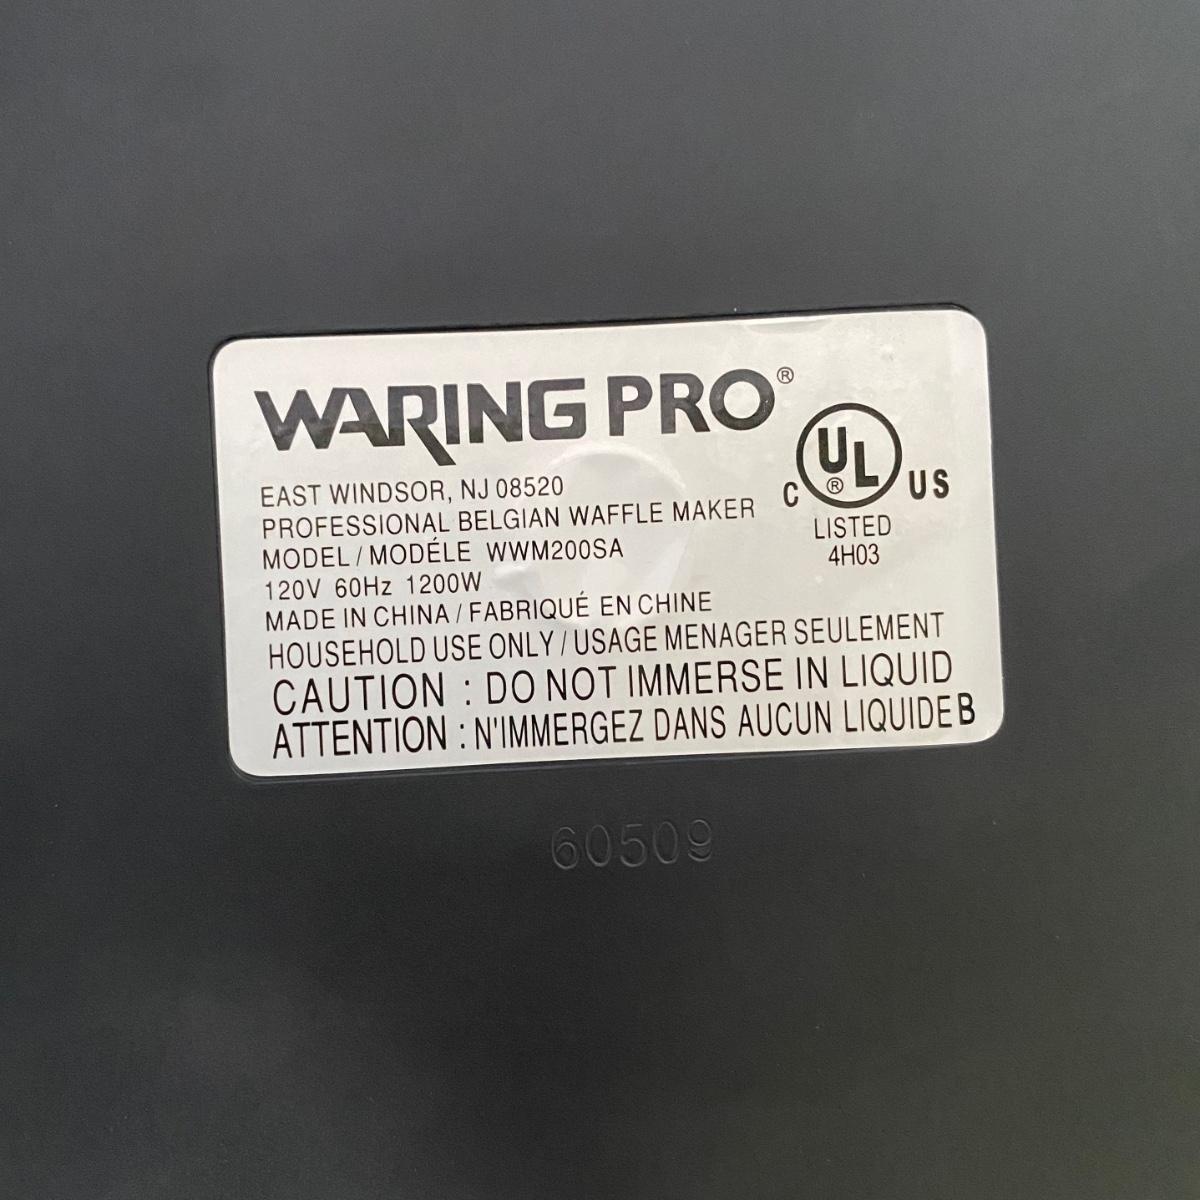 WARING PRO®
C UL® US
LISTED
4H03
EAST WINDSOR, NJ 08520
PROFESSIONAL BELGIAN WAFFLE MAKER
MODEL / MODÉLE WWM200SA
120V 60Hz 1200W
MADE IN CHINA / FABRIQUÉ EN CHINE
HOUSEHOLD USE ONLY / USAGE MENAGER SEULEMENT
CAUTION : DO NOT IMMERSE IN LIQUID
ATTENTION : N'IMMERGEZ DANS AUCUN LIQUIDE B
60509